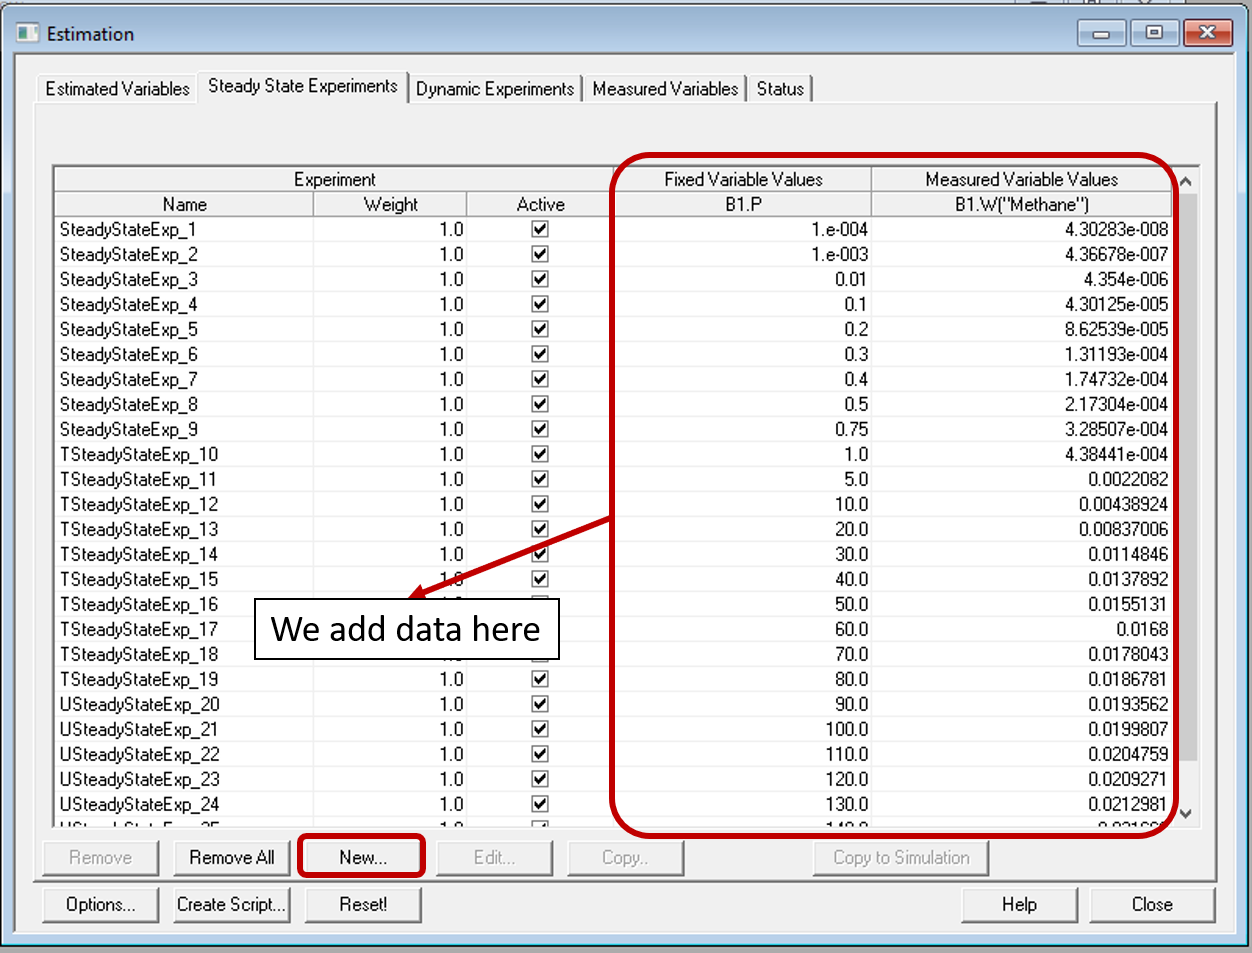 Estimation
Estimated Variables Steady State Experiments Dynamic Experiments Measured Variables Status
Experiment Fixed Variable Values Measured Variable Values
Name Weight Active B1.P B1.W("Methane")
SteadyStateExp_1 1.0 1.e-004 4.30283e-008
SteadyStateExp_2 1.0 1.e-003 4.36678e-007
SteadyStateExp_3 1.0 0.01 4.354e-006
SteadyStateExp_4 1.0 0.1 4.30125e-005
SteadyStateExp_5 1.0 0.2 8.62539e-005
SteadyStateExp_6 1.0 0.3 1.31193e-004
SteadyStateExp_7 1.0 0.4 1.74732e-004
SteadyStateExp_8 1.0 0.5 2.17304e-004
SteadyStateExp_9 1.0 0.75 3.28507e-004
TSteadyStateExp_10 1.0 1.0 4.38441e-004
TSteadyStateExp_11 1.0 5.0 0.0022082
TSteadyStateExp_12 1.0 10.0 0.00438924
TSteadyStateExp_13 1.0 20.0 0.00837006
TSteadyStateExp_14 1.0 30.0 0.0114846
TSteadyStateExp_15 1.0 40.0 0.0137892
TSteadyStateExp_16 50.0 0.0155131
We add data here
TSteadyStateExp_17 60.0 0.0168
TSteadyStateExp_18 70.0 0.0178043
TSteadyStateExp_19 1.0 80.0 0.0186781
USteadyStateExp_20 1.0 90.0 0.0193562
USteadyStateExp_21 1.0 100.0 0.0199807
USteadyStateExp_22 1.0 110.0 0.0204759
USteadyStateExp_23 1.0 120.0 0.0209271
USteadyStateExp_24 1.0 130.0 0.0212981
Remove Remove All New... Edit... Copy.. Copy to Simulation
Options... Create Script... Reset! Help Close